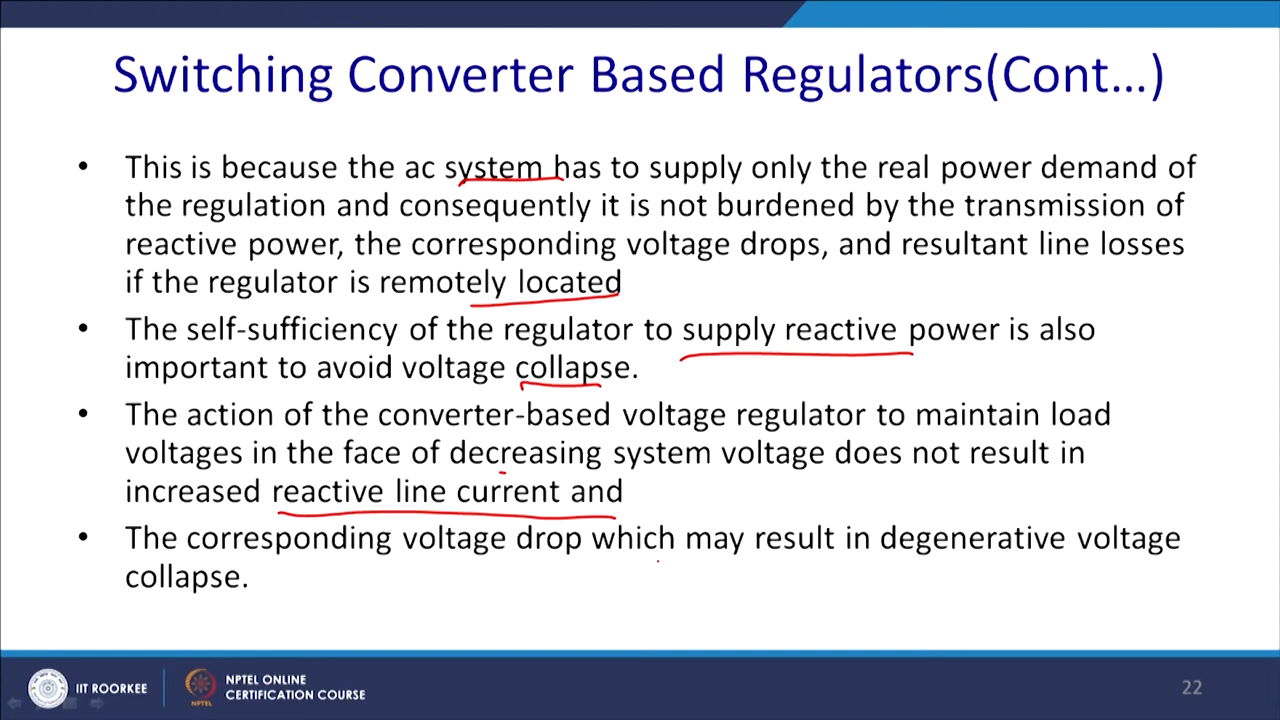 Switching Converter Based Regulators(Cont...)
• This is because the ac system has to supply only the real power demand of
the regulation and consequently it is not burdened by the transmission of
reactive power, the corresponding voltage drops, and resultant line losses
if the regulator is remotely located
• The self-sufficiency of the regulator to supply reactive power is also
important to avoid voltage collapse.
• The action of the converter-based voltage regulator to maintain load
voltages in the face of decreasing system voltage does not result in
increased reactive line current and
• The corresponding voltage drop which may result in degenerative voltage
collapse.
IIT ROORKEE
NPTEL ONLINE
CERTIFICATION COURSE
22